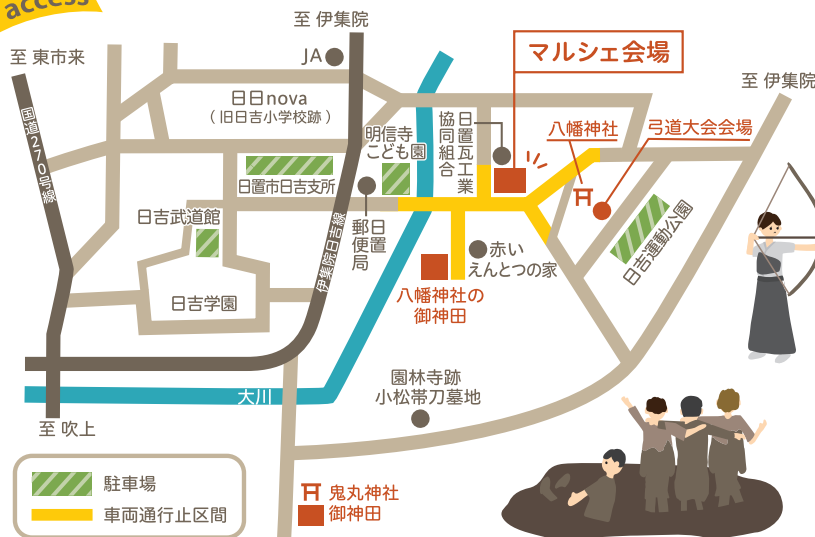 access
至 伊集院
至 東市来
JA
マルシェ会場
至 伊集院
日日nova
(旧日吉小学校跡)
国道270号線
明信寺
こども園
日置瓦工業
協同組合
八幡神社
弓道大会会場
日置市日吉支所
日吉武道館
日置
郵便局
伊集院日吉線
赤い
えんとつの家
日吉運動公園
八幡神社の
御神田
日吉学園
大川
園林寺跡
小松帯刀墓地
至 吹上
駐車場
車両通行止区間
鬼丸神社
御神田